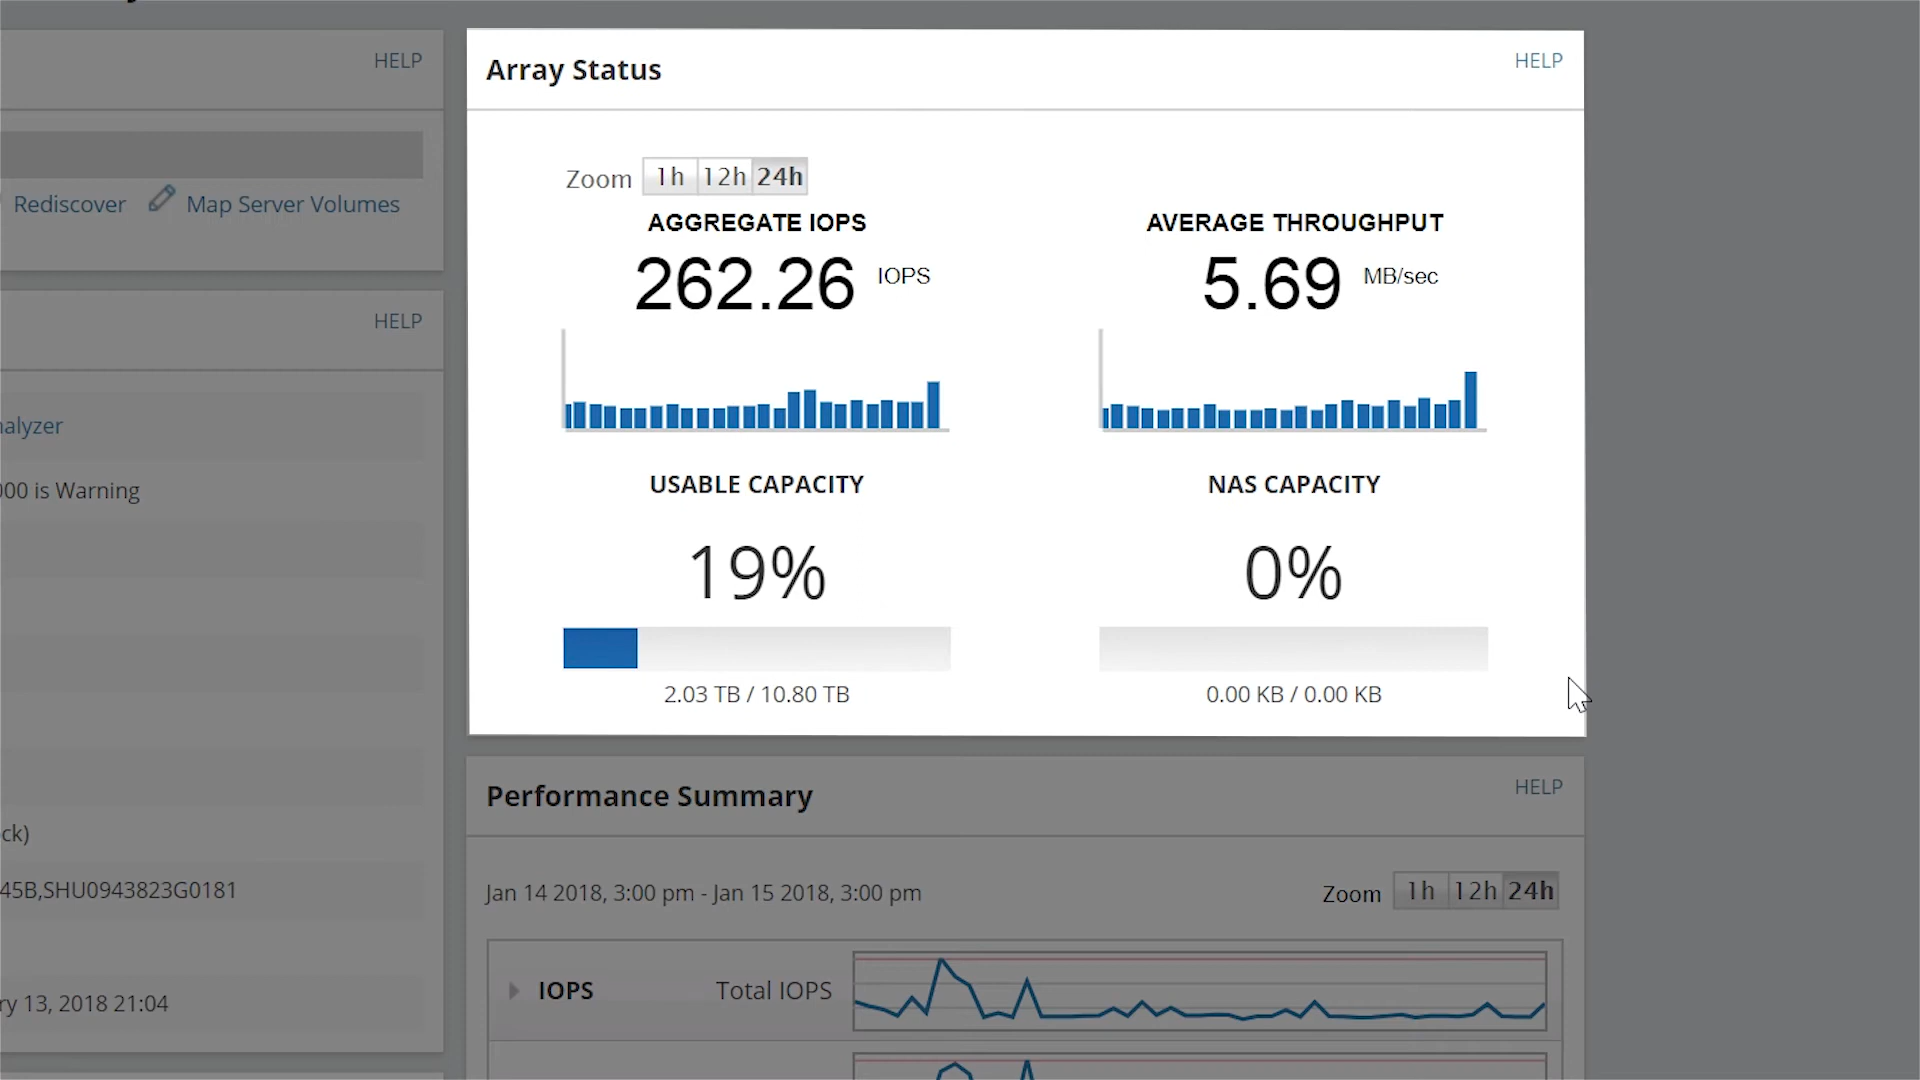 HELP
Rediscover
Map Server Volumes
HELP
nalyzer
000 is Warning
ck)
45B,SHU0943823G0181
ry 13, 2018 21:04
Array Status
HELP
Zoom 1h 12h 24h
AGGREGATE IOPS
262.26 IOPS
AVERAGE THROUGHPUT
5.69 MB/sec
USABLE CAPACITY
19%
2.03 TB / 10.80 TB
NAS CAPACITY
0%
0.00 KB / 0.00 KB
Performance Summary
HELP
Jan 14 2018, 3:00 pm - Jan 15 2018, 3:00 pm
Zoom 1h 12h 24h
IOPS
Total IOPS